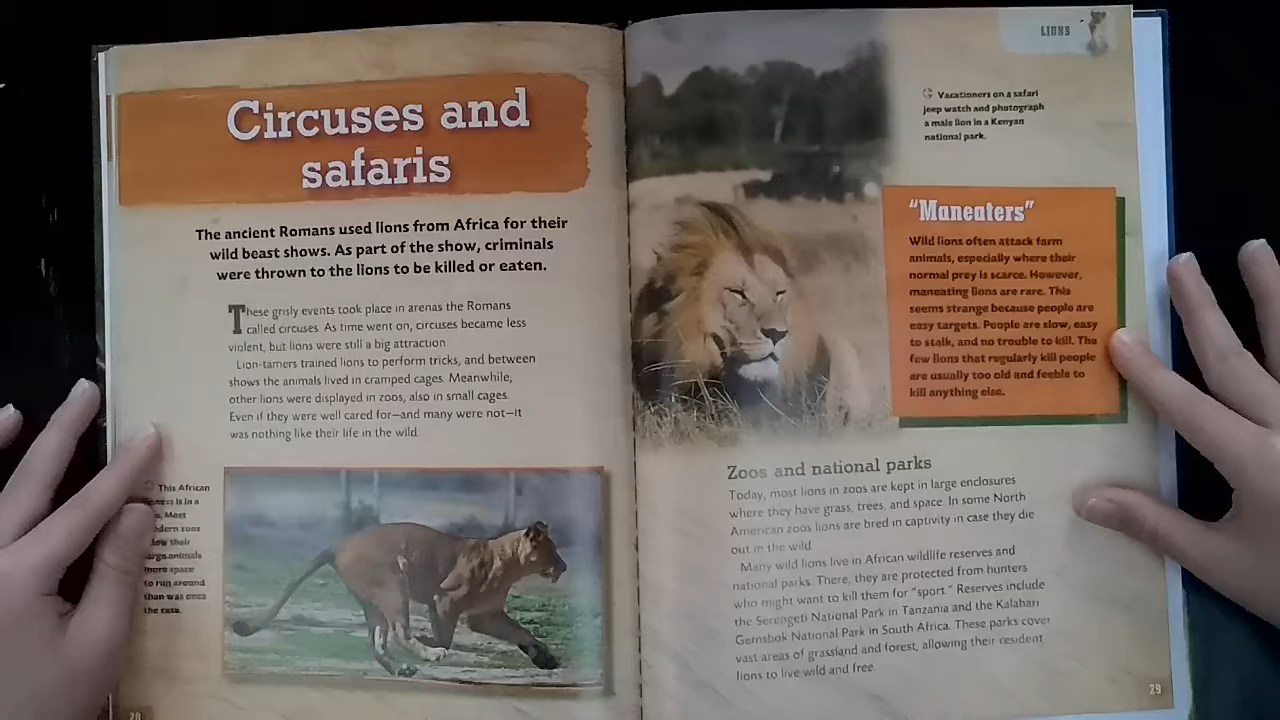 Circuses and
safaris
The ancient Romans used lions from Africa for their
wild beast shows. As part of the show, criminals
were thrown to the lions to be killed or eaten.
These grisly events took place in arenas the Romans
called circuses. As time went on, circuses became less
violent, but lions were still a big attraction.
Lion-tamers trained lions to perform tricks, and between
shows the animals lived in cramped cages. Meanwhile,
other lions were displayed in zoos, also in small cages.
Even if they were well cared for—and many were not—it
was nothing like their life in the wild.
This African
is in a
Most
zoos
their
animals
more space
to run around
than was once
the case.
28
LIONS
Vacationers on a safari
jeep watch and photograph
a male lion in a Kenyan
national park.
"Maneaters"
Wild lions often attack farm
animals, especially where their
normal prey is scarce. However,
maneating lions are rare. This
seems strange because people are
easy targets. People are slow, easy
to stalk, and no trouble to kill. The
few lions that regularly kill people
are usually too old and feeble to
kill anything else.
Zoos and national parks
Today, most lions in zoos are kept in large enclosures
where they have grass, trees, and space. In some North
American zoos lions are bred in captivity in case they die
out in the wild.
Many wild lions live in African wildlife reserves and
national parks. There, they are protected from hunters
who might want to kill them for "sport." Reserves include
the Serengeti National Park in Tanzania and the Kalahari
Gemsbok National Park in South Africa. These parks cover
vast areas of grassland and forest, allowing their resident
lions to live wild and free.
29